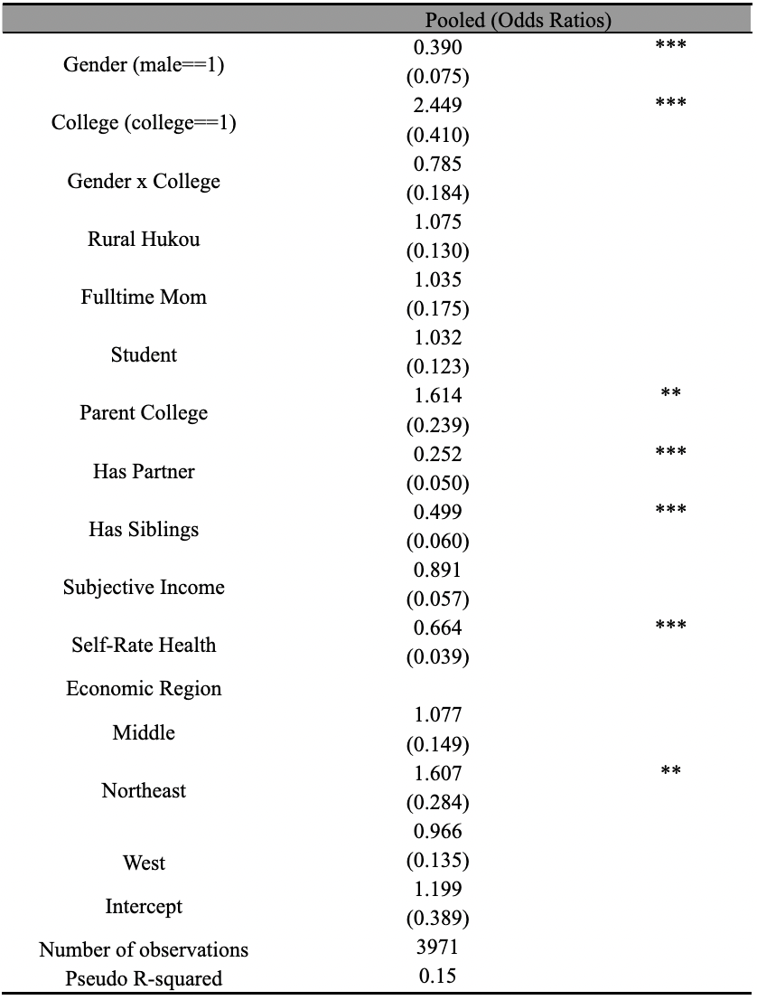 Pooled (Odds Ratios)
Gender (male==1) 0.390 ***
(0.075)
College (college==1) 2.449 ***
(0.410)
Gender x College 0.785
(0.184)
Rural Hukou 1.075
(0.130)
Fulltime Mom 1.035
(0.175)
Student 1.032
(0.123)
Parent College 1.614 **
(0.239)
Has Partner 0.252 ***
(0.050)
Has Siblings 0.499 ***
(0.060)
Subjective Income 0.891
(0.057)
Self-Rate Health 0.664 ***
(0.039)
Economic Region
Middle 1.077
(0.149)
Northeast 1.607 **
(0.284)
0.966
West (0.135)
Intercept 1.199
(0.389)
Number of observations 3971
Pseudo R-squared 0.15